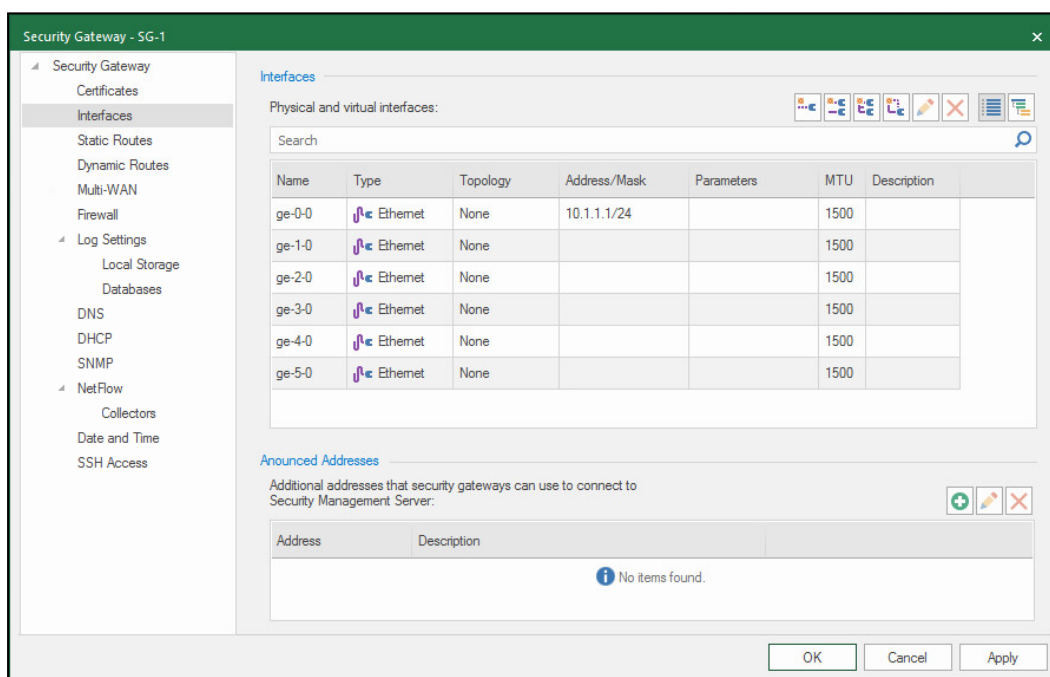 Security Gateway - SG-1
Security Gateway
Certificates
Interfaces
Static Routes
Dynamic Routes
Multi-WAN
Firewall
Log Settings
Local Storage
Databases
DNS
DHCP
SNMP
NetFlow
Collectors
Date and Time
SSH Access
Interfaces
Physical and virtual interfaces:
Search
Name Type Topology Address/Mask Parameters MTU Description
ge-0-0 Ethernet None 10.1.1.1/24 1500
ge-1-0 Ethernet None 1500
ge-2-0 Ethernet None 1500
ge-3-0 Ethernet None 1500
ge-4-0 Ethernet None 1500
ge-5-0 Ethernet None 1500
Anounced Addresses
Additional addresses that security gateways can use to connect to
Security Management Server:
Address Description
No items found.
OK Cancel Apply